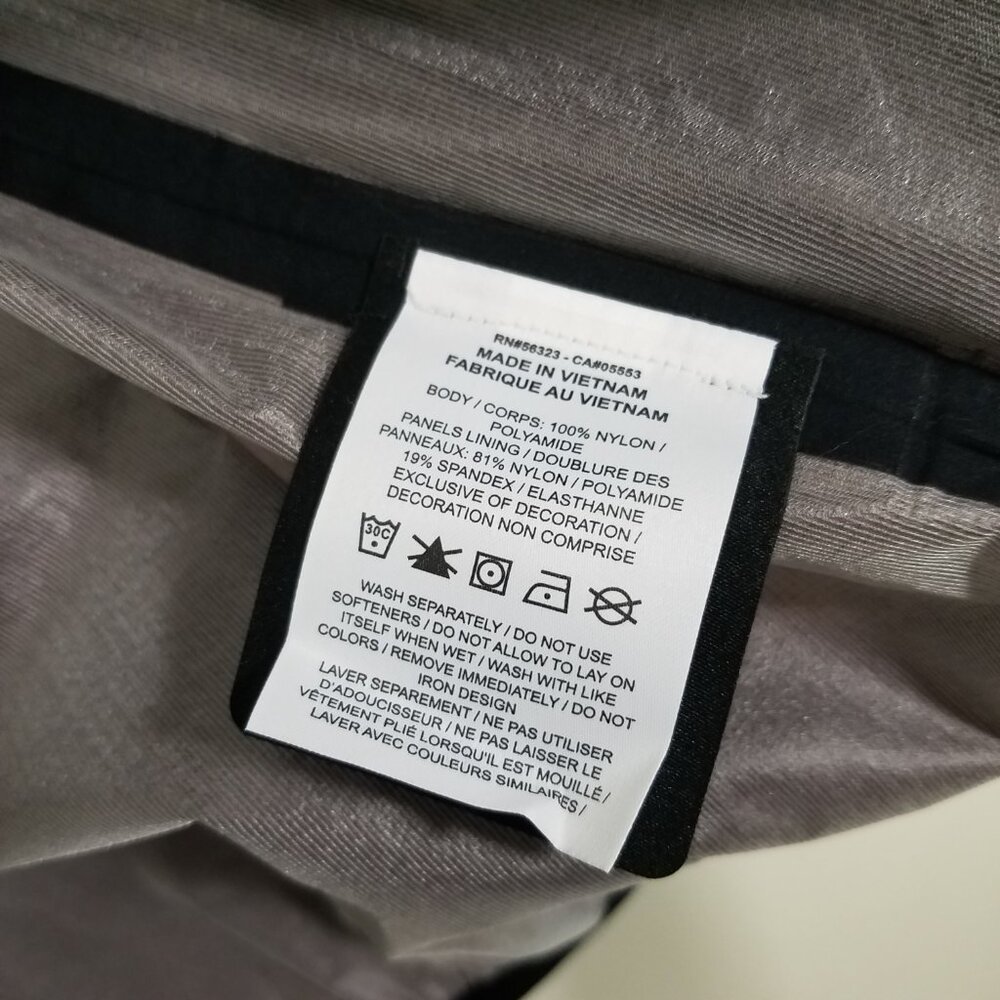 RN#56323 - CA#05553
MADE IN VIETNAM
FABRIQUE AU VIETNAM
BODY / CORPS: 100% NYLON /
POLYAMIDE
PANELS LINING / DOUBLURE DES
PANNEAUX: 81% NYLON / POLYAMIDE
19% SPANDEX / ELASTHANNE
EXCLUSIVE OF DECORATION /
DECORATION NON COMPRISE
30C
WASH SEPARATELY / DO NOT USE
SOFTENERS / DO NOT ALLOW TO LAY ON
ITSELF WHEN WET / WASH WITH LIKE
COLORS / REMOVE IMMEDIATELY / DO NOT
IRON DESIGN
LAVER SEPAREMENT / NE PAS UTILISER
D'ADOUCISSEUR / NE PAS LAISSER LE
VÊTEMENT PLIÉ LORSQU'IL EST MOUILLÉ /
LAVER AVEC COULEURS SIMILAIRES /